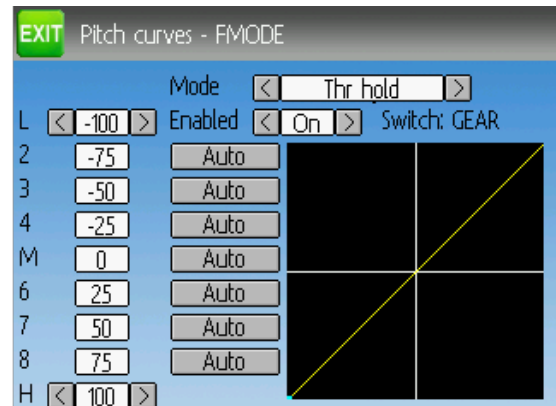 EXIT Pitch curves - FMODE
Mode < Thr hold >
L < -100 > Enabled < On > Switch: GEAR
2 -75 Auto
3 -50 Auto
4 -25 Auto
M 0 Auto
6 25 Auto
7 50 Auto
8 75 Auto
H < 100 >